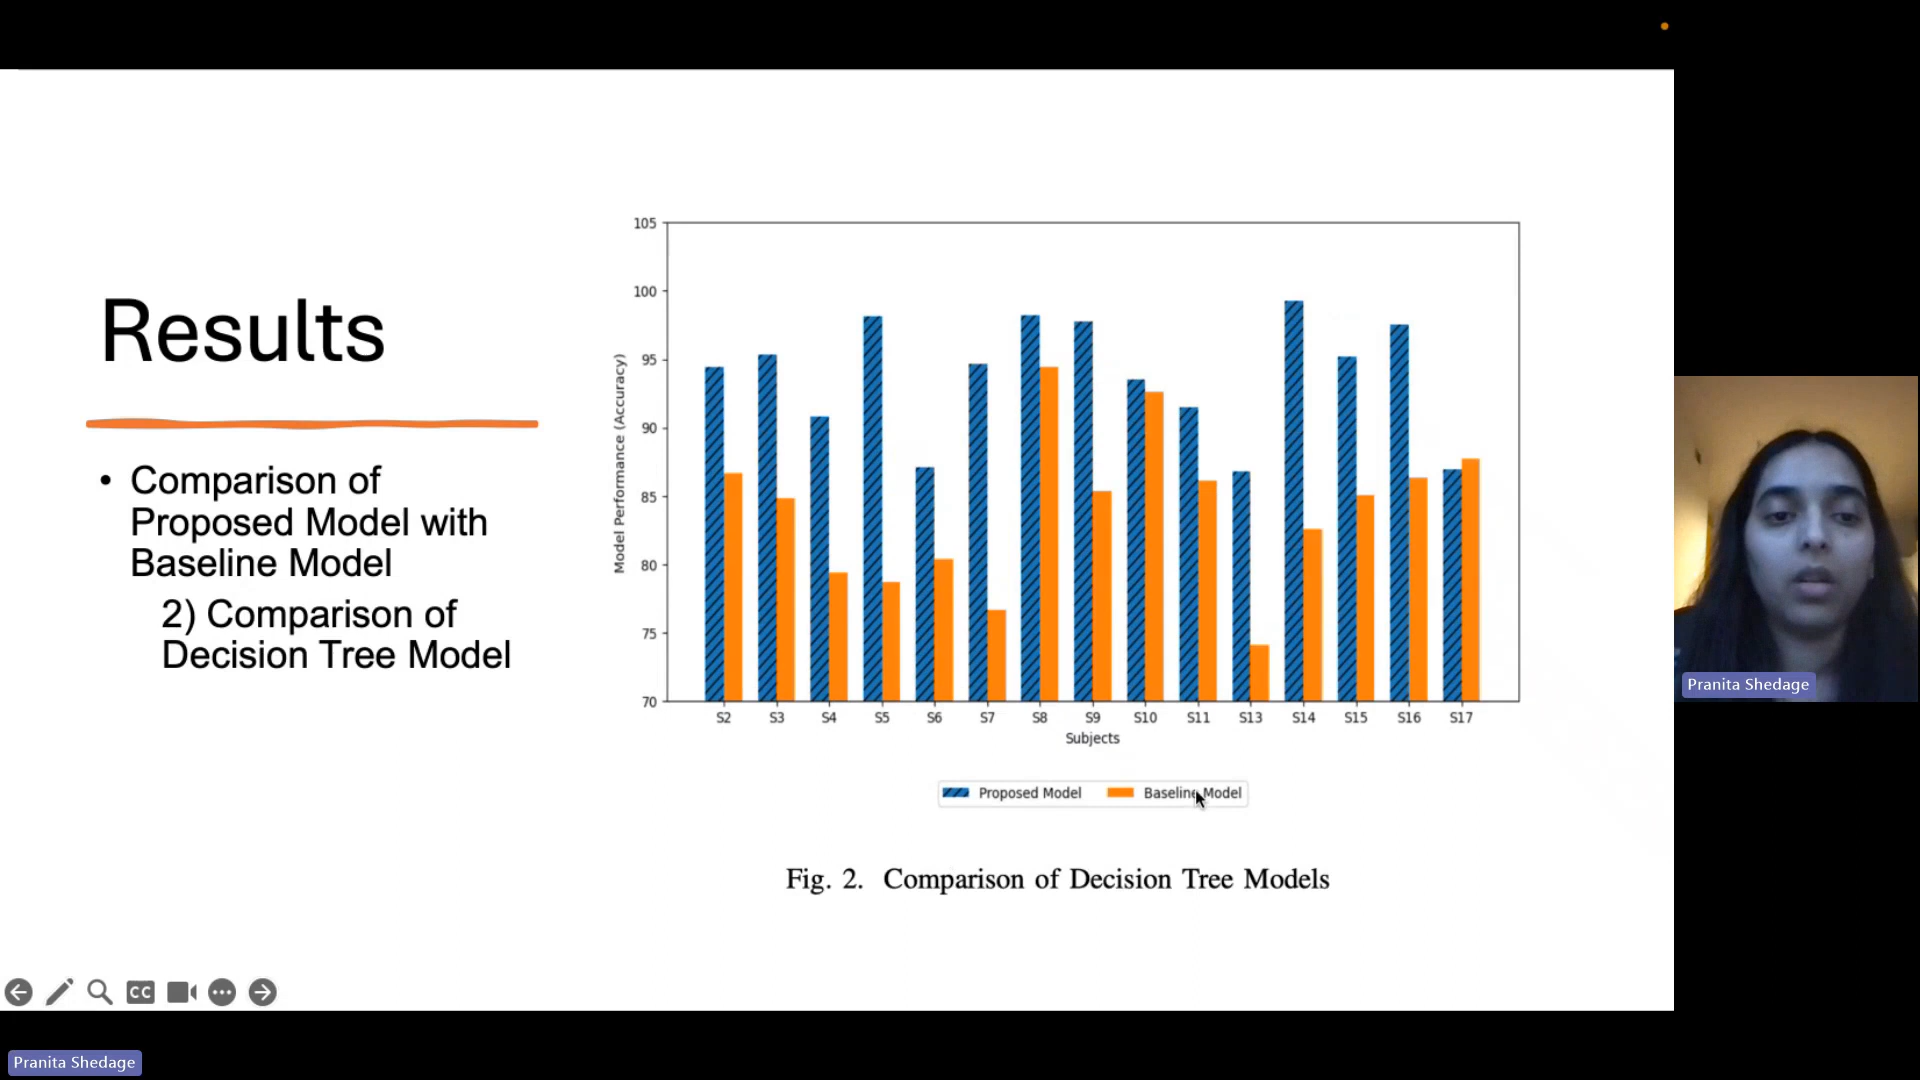 Results
• Comparison of
Proposed Model with
Baseline Model
2) Comparison of
Decision Tree Model
105
100
95
90
85
80
75
70
Model Performance (Accuracy)
S2 S3 S4 S5 S6 S7 S8 S9 S10 S11 S13 S14 S15 S16 S17
Subjects
Proposed Model Baseline Model
Fig. 2. Comparison of Decision Tree Models
CC
Pranita Shedage
Pranita Shedage